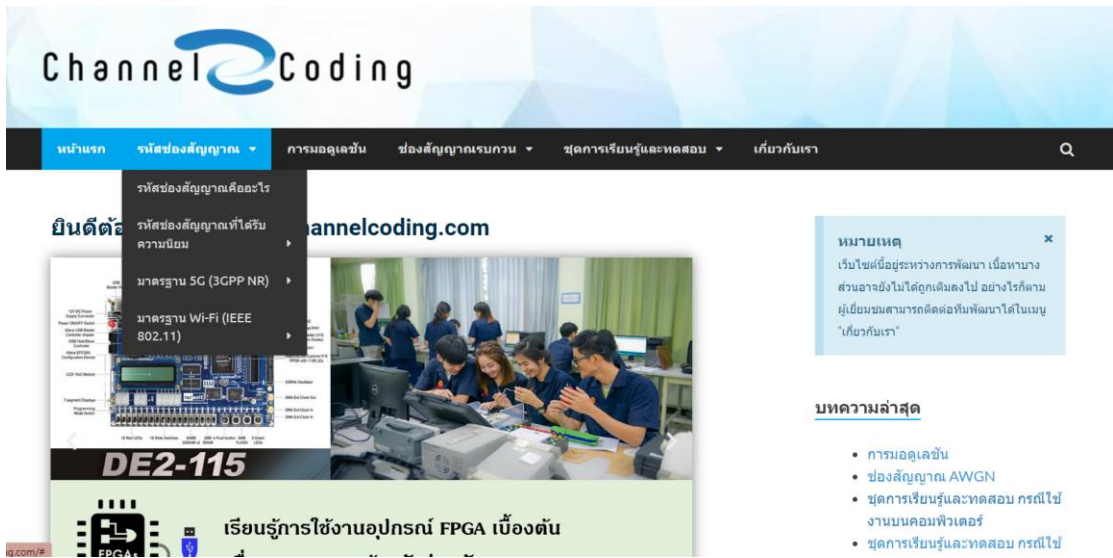 Channel Coding
หน้าแรก
รหัสช่องสัญญาณ
การมอดูเลชัน
ช่องสัญญาณรบกวน
ชุดการเรียนรู้และทดสอบ
เกี่ยวกับเรา
รหัสช่องสัญญาณคืออะไร
รหัสช่องสัญญาณที่ได้รับ
ความนิยม
มาตรฐาน 5G (3GPP NR)
มาตรฐาน Wi-Fi (IEEE
802.11)
ยินดีต้อ
annelcoding.com
DE2-115
เรียนรู้การใช้งานอุปกรณ์ FPGA เบื้องต้น
FPGAs
g.com/#
หมายเหตุ ×
เว็บไซต์นี้อยู่ระหว่างการพัฒนา เนื้อหาบาง
ส่วนอาจยังไม่ได้ถูกเติมลงไป อย่างไรก็ตาม
ผู้เยี่ยมชมสามารถติดต่อทีมพัฒนาได้ในเมนู
"เกี่ยวกับเรา"
บทความล่าสุด
การมอดูเลชัน
ช่องสัญญาณ AWGN
ชุดการเรียนรู้และทดสอบ กรณีใช้
งานบนคอมพิวเตอร์
ชุดการเรียนรู้และทดสอบ กรณีใช้